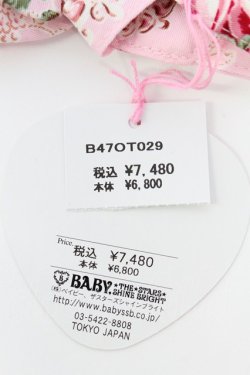 B47OT029
税込 ¥7,480
本体 ¥6,800
Price
税込 ¥7,480
本体 ¥6,800
BABY, ★THE★STARS★
SHINE BRIGHT
(株)ベイビー、ザスターズシャインブライト
http://www.babyssb.co.jp/
03-5422-8808
TOKYO JAPAN